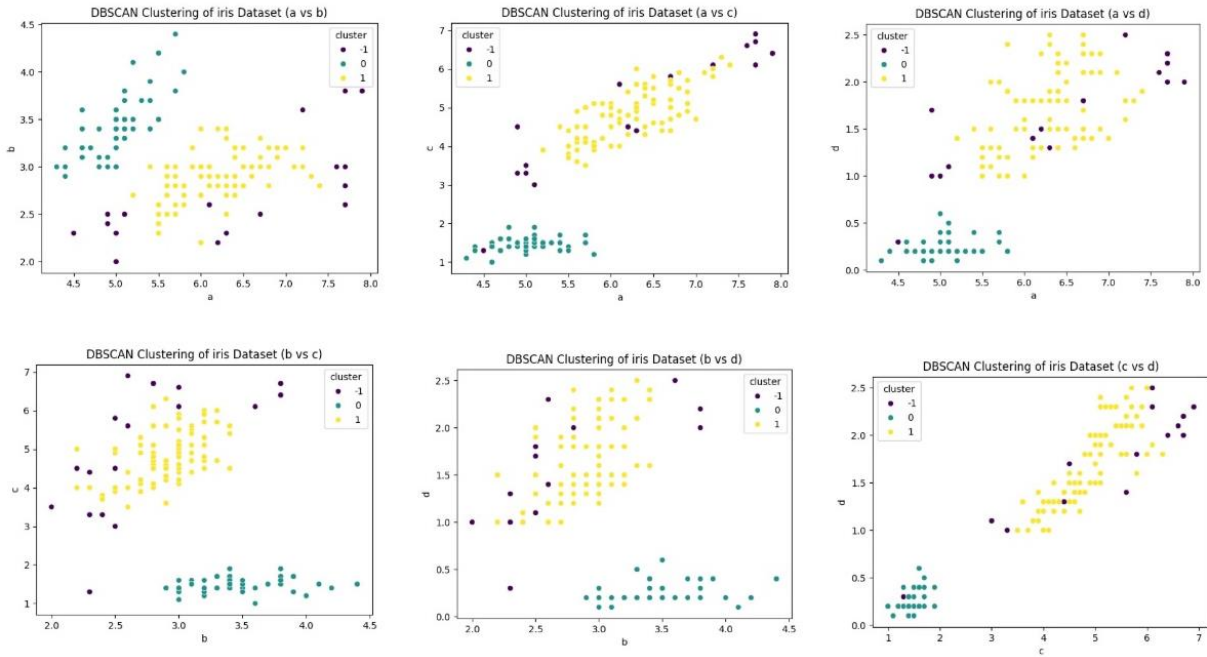 DBSCAN Clustering of iris Dataset (a vs b)
cluster
-1
0
1
4.5
4.0
3.5
3.0
2.5
2.0
b
4.5 5.0 5.5 6.0 6.5 7.0 7.5 8.0
a
DBSCAN Clustering of iris Dataset (a vs c)
cluster
-1
0
1
7
6
5
4
3
2
1
c
4.5 5.0 5.5 6.0 6.5 7.0 7.5 8.0
a
DBSCAN Clustering of iris Dataset (a vs d)
cluster
-1
0
1
2.5
2.0
1.5
1.0
0.5
0.0
d
4.5 5.0 5.5 6.0 6.5 7.0 7.5 8.0
a
DBSCAN Clustering of iris Dataset (b vs c)
cluster
-1
0
1
7
6
5
4
3
2
1
c
2.0 2.5 3.0 3.5 4.0 4.5
b
DBSCAN Clustering of iris Dataset (b vs d)
cluster
-1
0
1
2.5
2.0
1.5
1.0
0.5
0.0
d
2.0 2.5 3.0 3.5 4.0 4.5
b
DBSCAN Clustering of iris Dataset (c vs d)
cluster
-1
0
1
2.5
2.0
1.5
1.0
0.5
0.0
d
1 2 3 4 5 6 7
c